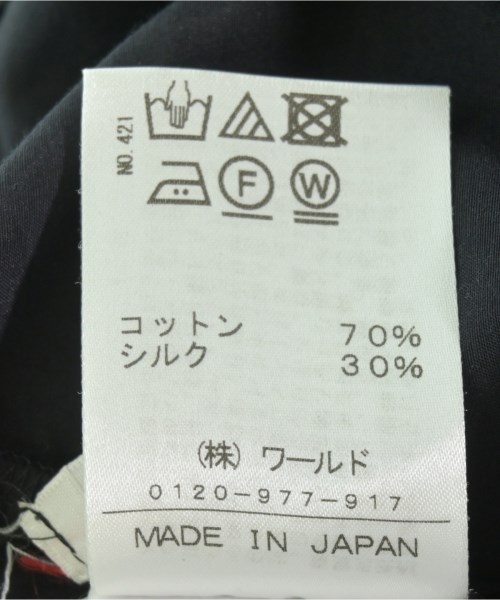 NO.421
F
W
コットン 70%
シルク 30%
(株) ワールド
0120-977-917
MADE IN JAPAN